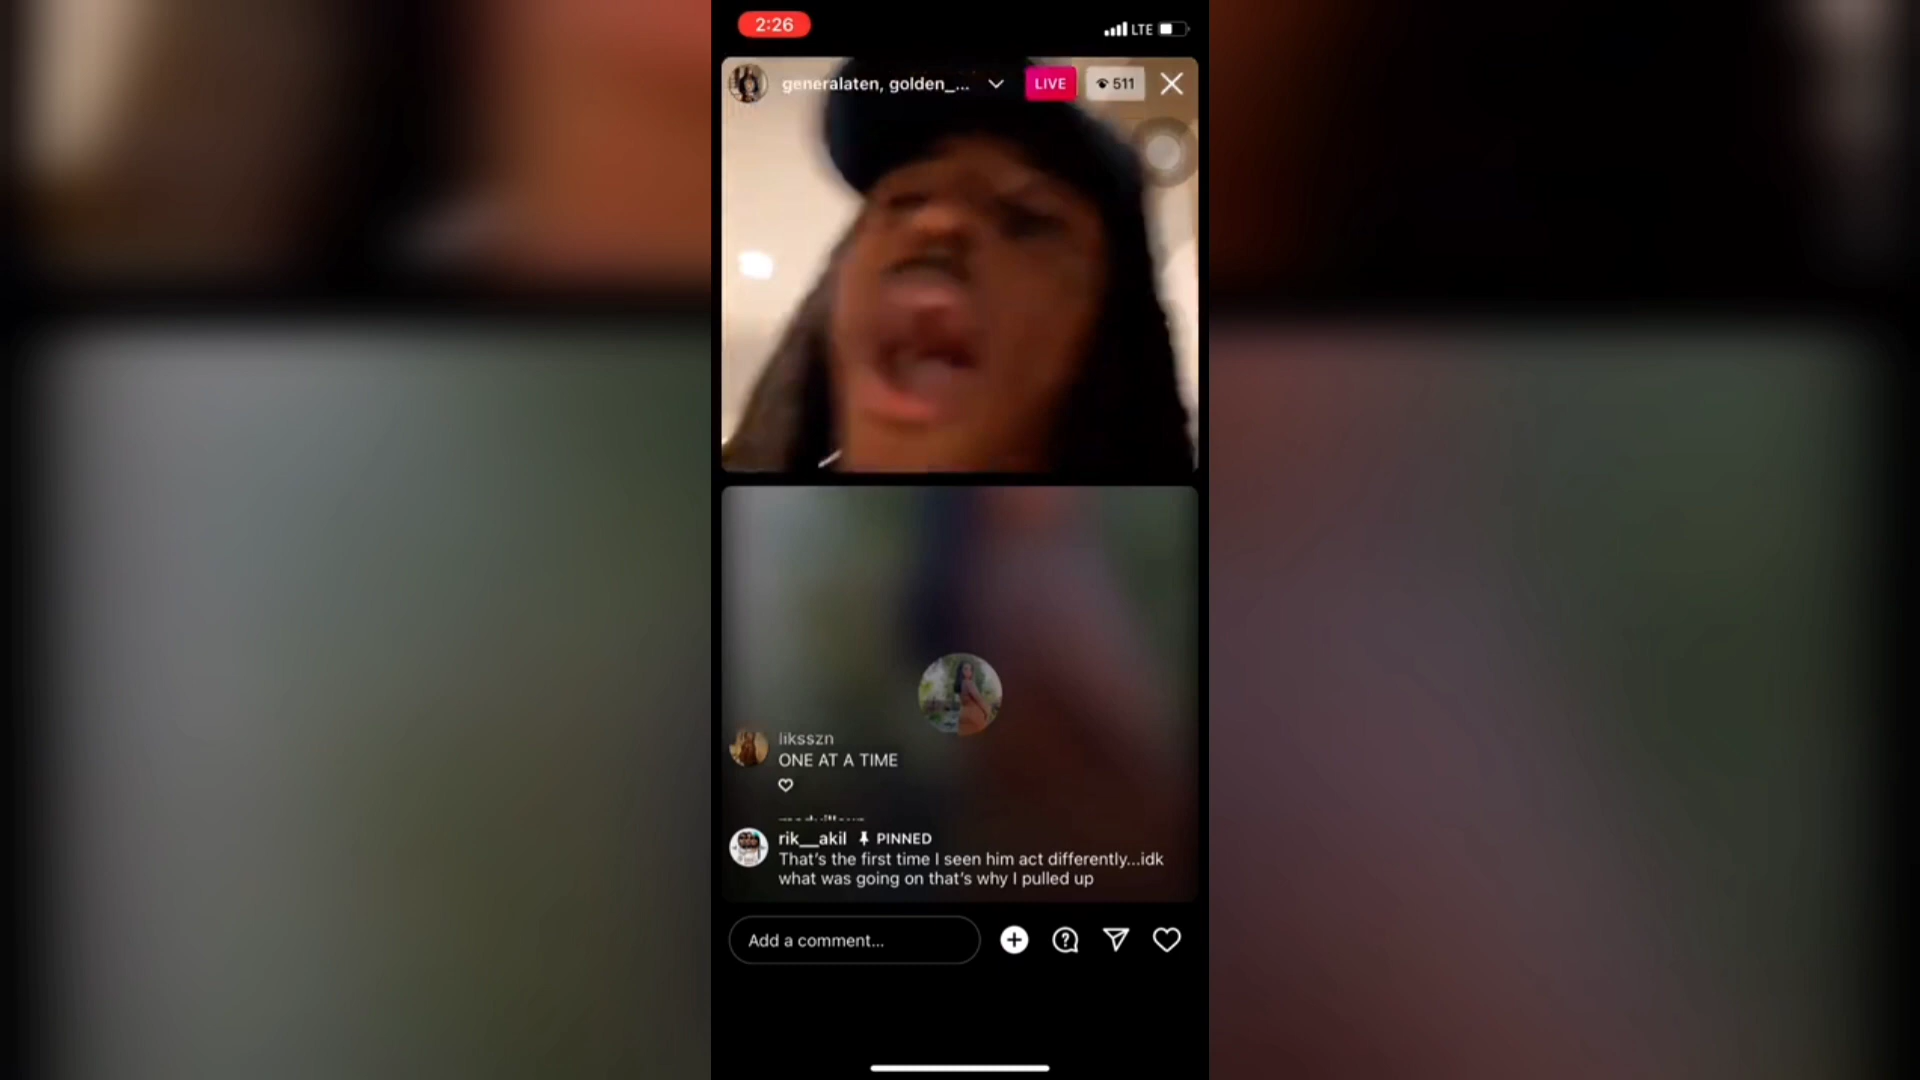 2:26
LTE
generalaten, golden_...
LIVE
511
liksszn
ONE AT A TIME
rik__akil PINNED
That's the first time I seen him act differently...idk
what was going on that's why I pulled up
Add a comment...